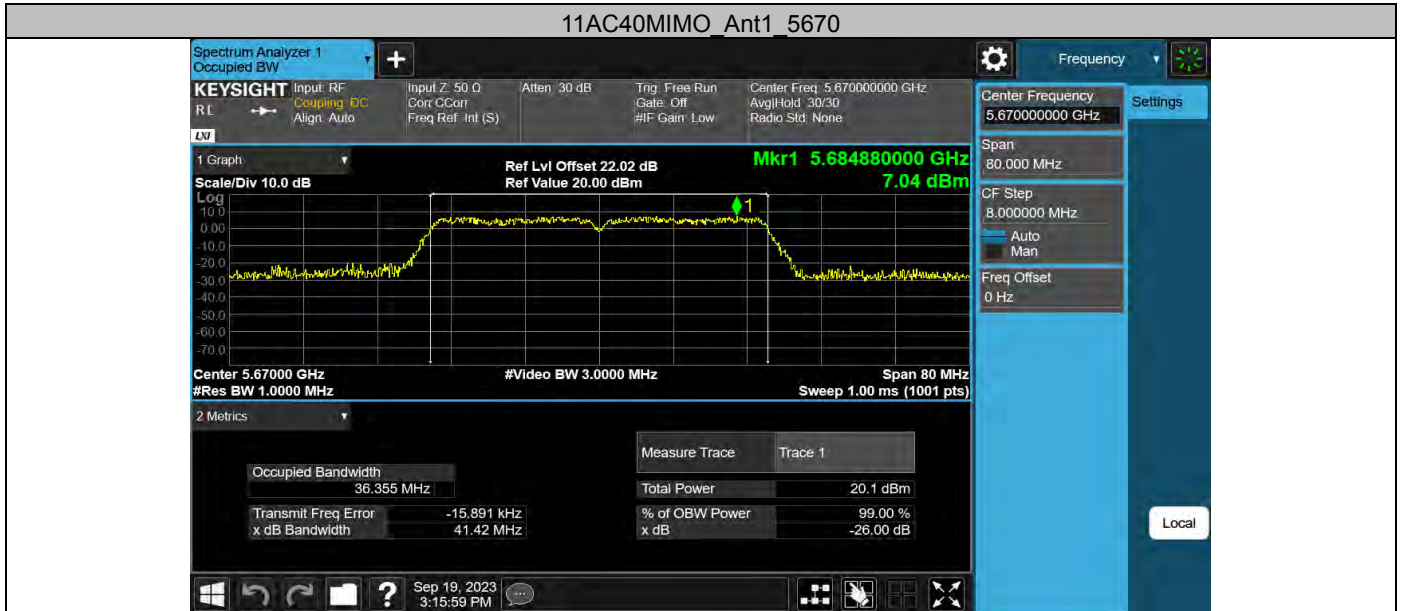 11AC40MIMO_Ant1_5670
Spectrum Analyzer 1
Occupied BW
+
Frequency
KEYSIGHT
Input: RF
Coupling: DC
Align: Auto
RL
LXI
Input Z: 50 Ω
Corr CCorr
Freq Ref: Int (S)
Atten: 30 dB
Trig: Free Run
Gate: Off
#IF Gain: Low
Center Freq: 5.670000000 GHz
Avg|Hold: 30/30
Radio Std: None
Center Frequency
5.670000000 GHz
Settings
Span
80.000 MHz
CF Step
8.000000 MHz
Auto
Man
Freq Offset
0 Hz
Local
1 Graph
Scale/Div 10.0 dB
Ref Lvl Offset 22.02 dB
Ref Value 20.00 dBm
Mkr1 5.684880000 GHz
7.04 dBm
Log
10.0
0.00
-10.0
-20.0
-30.0
-40.0
-50.0
-60.0
-70.0
1
Center 5.67000 GHz
#Res BW 1.0000 MHz
#Video BW 3.0000 MHz
Span 80 MHz
Sweep 1.00 ms (1001 pts)
2 Metrics
Measure Trace Trace 1
Occupied Bandwidth
36.355 MHz
Total Power 20.1 dBm
Transmit Freq Error -15.891 kHz
% of OBW Power 99.00 %
x dB Bandwidth 41.42 MHz
x dB -26.00 dB
?
Sep 19, 2023
3:15:59 PM